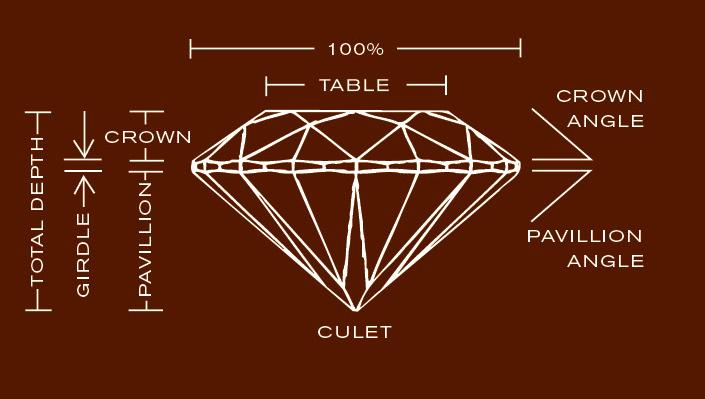 100%
TABLE
CROWN
ANGLE
CROWN
TOTAL DEPTH
GIRDLE
PAVILLION
PAVILLION
ANGLE
CULET